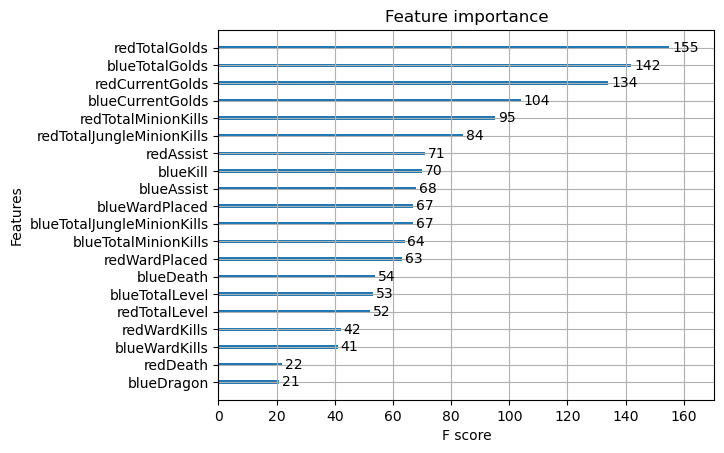 Feature importance
redTotalGolds 155
blueTotalGolds 142
redCurrentGolds 134
blueCurrentGolds 104
redTotalMinionKills 95
redTotalJungleMinionKills 84
redAssist 71
blueKill 70
blueAssist 68
blueWardPlaced 67
blueTotalJungleMinionKills 67
blueTotalMinionKills 64
redWardPlaced 63
blueDeath 54
blueTotalLevel 53
redTotalLevel 52
redWardKills 42
blueWardKills 41
redDeath 22
blueDragon 21
Features
0 20 40 60 80 100 120 140 160
F score